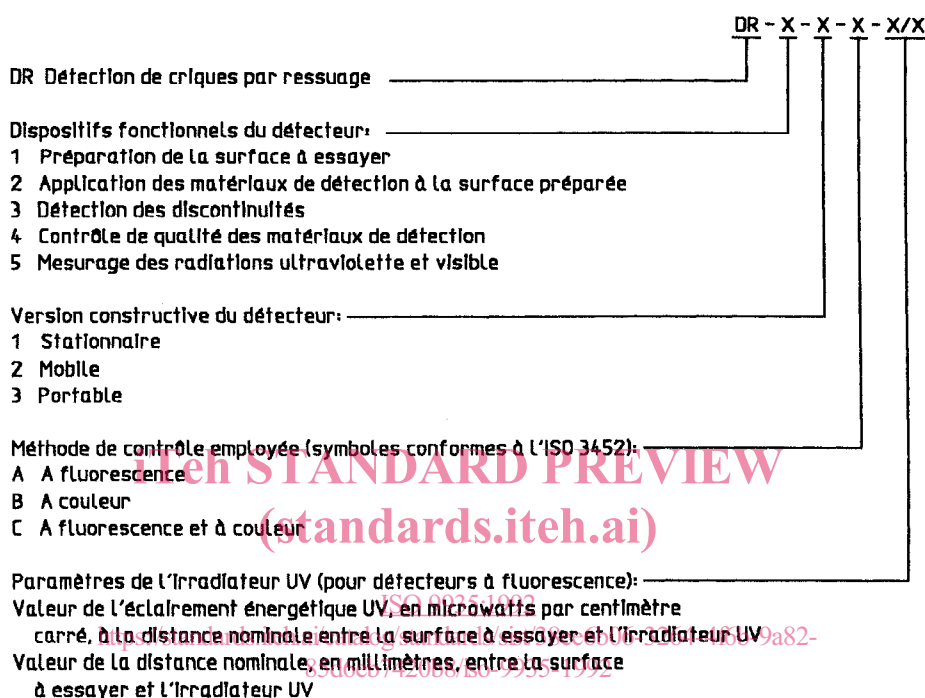 DR - X - X - X - X/X
DR Détection de criques par ressuage
Dispositifs fonctionnels du détecteur:
1 Préparation de la surface à essayer
2 Application des matériaux de détection à la surface préparée
3 Détection des discontinuités
4 Contrôle de qualité des matériaux de détection
5 Mesurage des radiations ultraviolette et visible
Version constructive du détecteur:
1 Stationnaire
2 Mobile
3 Portable
Méthode de contrôle employée (symboles conformes à l'ISO 3452):
iTeh STANDARD PREVIEW
A A fluorescence
B A couleur
C A fluorescence et à couleur
(standards.iteh.ai)
Paramètres de l'irradiateur UV (pour détecteurs à fluorescence):
ISO 9935:1992
Valeur de l'éclairement énergétique UV, en microwatts par centimètre
carré, à la distance nominale entre la surface à essayer et l'irradiateur UV
Valeur de la distance nominale, en millimètres, entre la surface
à essayer et l'irradiateur UV